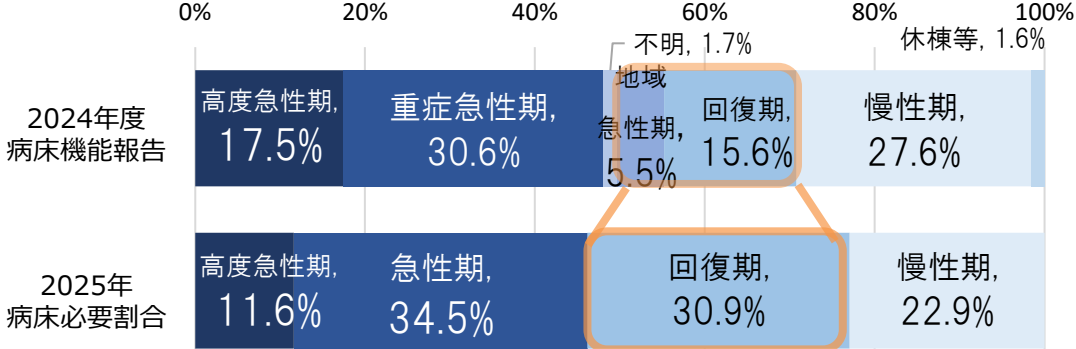 0% 20% 40% 60% 80% 100%
不明, 1.7%
休棟等, 1.6%
2024年度
病床機能報告
高度急性期,
17.5%
重症急性期,
30.6%
地域
急性期,
5.5%
回復期,
15.6%
慢性期,
27.6%
2025年
病床必要割合
高度急性期,
11.6%
急性期,
34.5%
回復期,
30.9%
慢性期,
22.9%